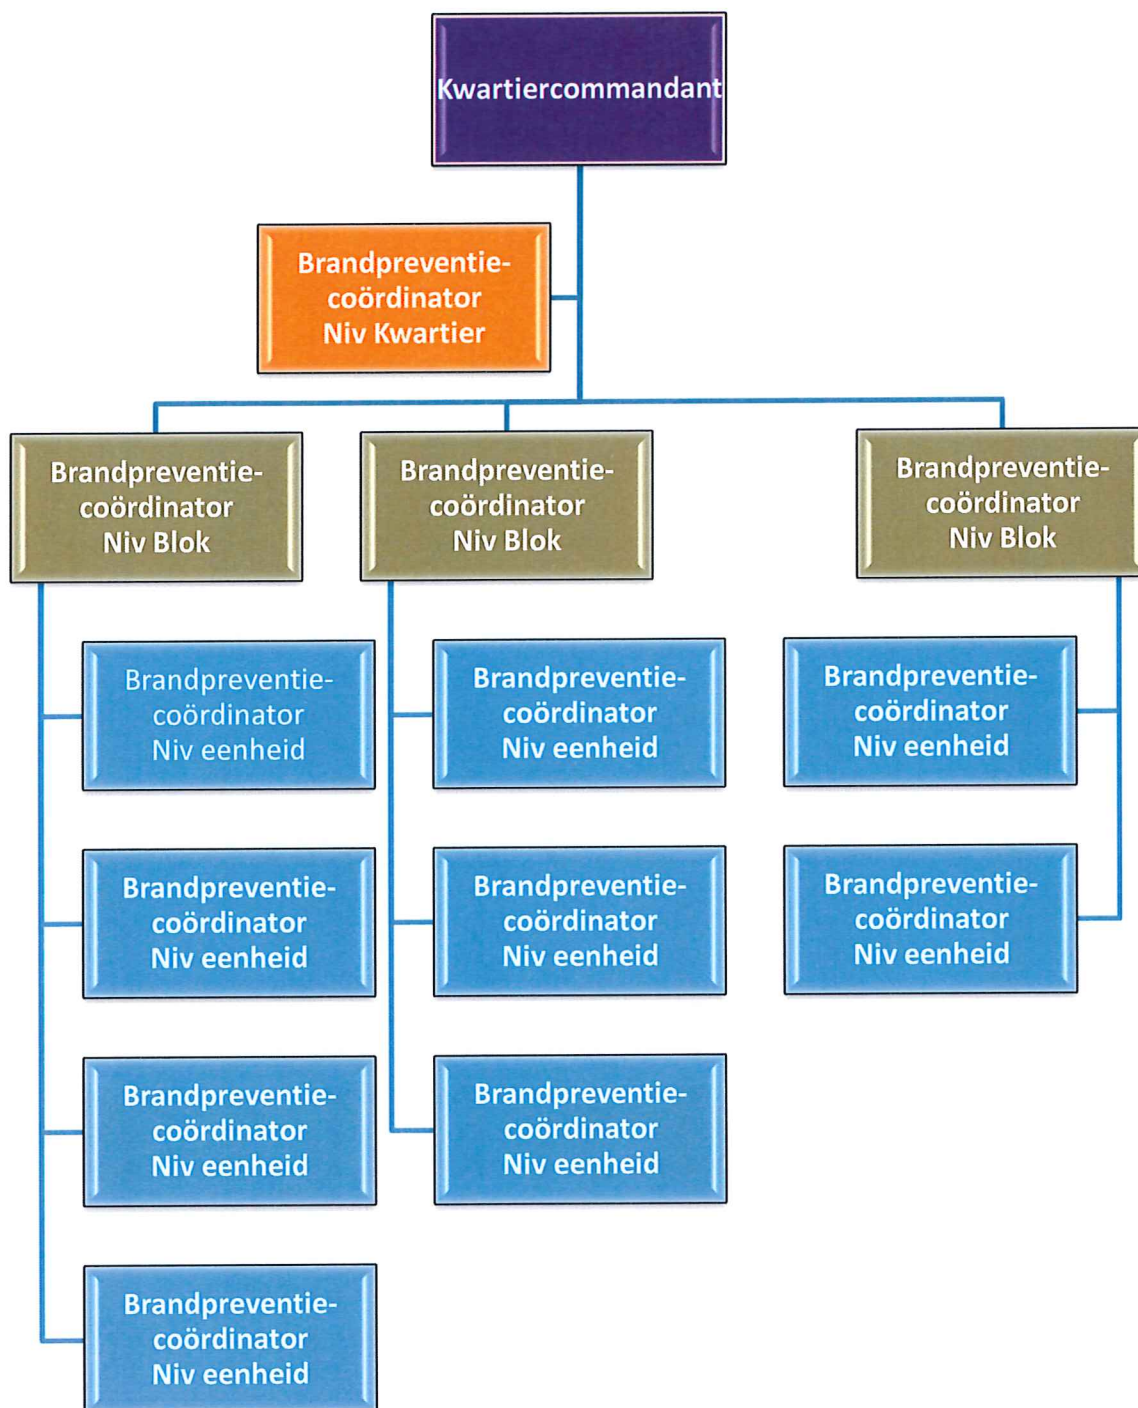 Kwartiercommandant
Brandpreventie-
coördinator
Niv Kwartier
Brandpreventie-
coördinator
Niv Blok
Brandpreventie-
coördinator
Niv Blok
Brandpreventie-
coördinator
Niv Blok
Brandpreventie-
coördinator
Niv eenheid
Brandpreventie-
coördinator
Niv eenheid
Brandpreventie-
coördinator
Niv eenheid
Brandpreventie-
coördinator
Niv eenheid
Brandpreventie-
coördinator
Niv eenheid
Brandpreventie-
coördinator
Niv eenheid
Brandpreventie-
coördinator
Niv eenheid
Brandpreventie-
coördinator
Niv eenheid
Brandpreventie-
coördinator
Niv eenheid